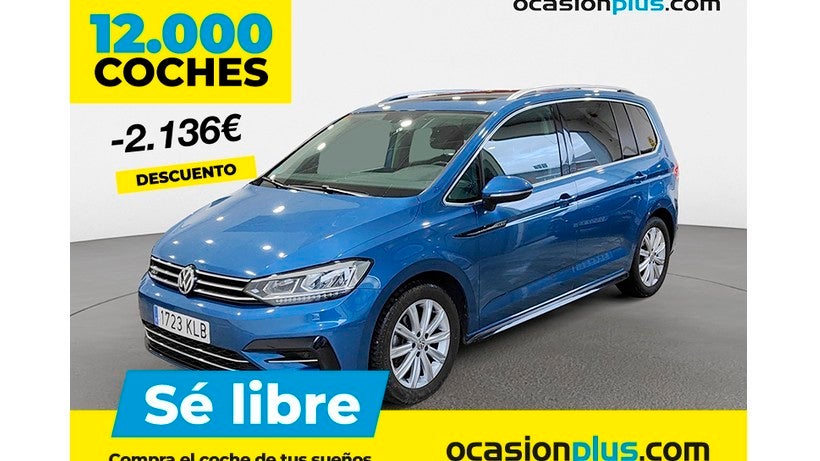 ocasionplus.com
12.000
COCHES
-2.136€
DESCUENTO
1723 KLB
Sé libre
Compra el coche de tus sueños
ocasionplus.com